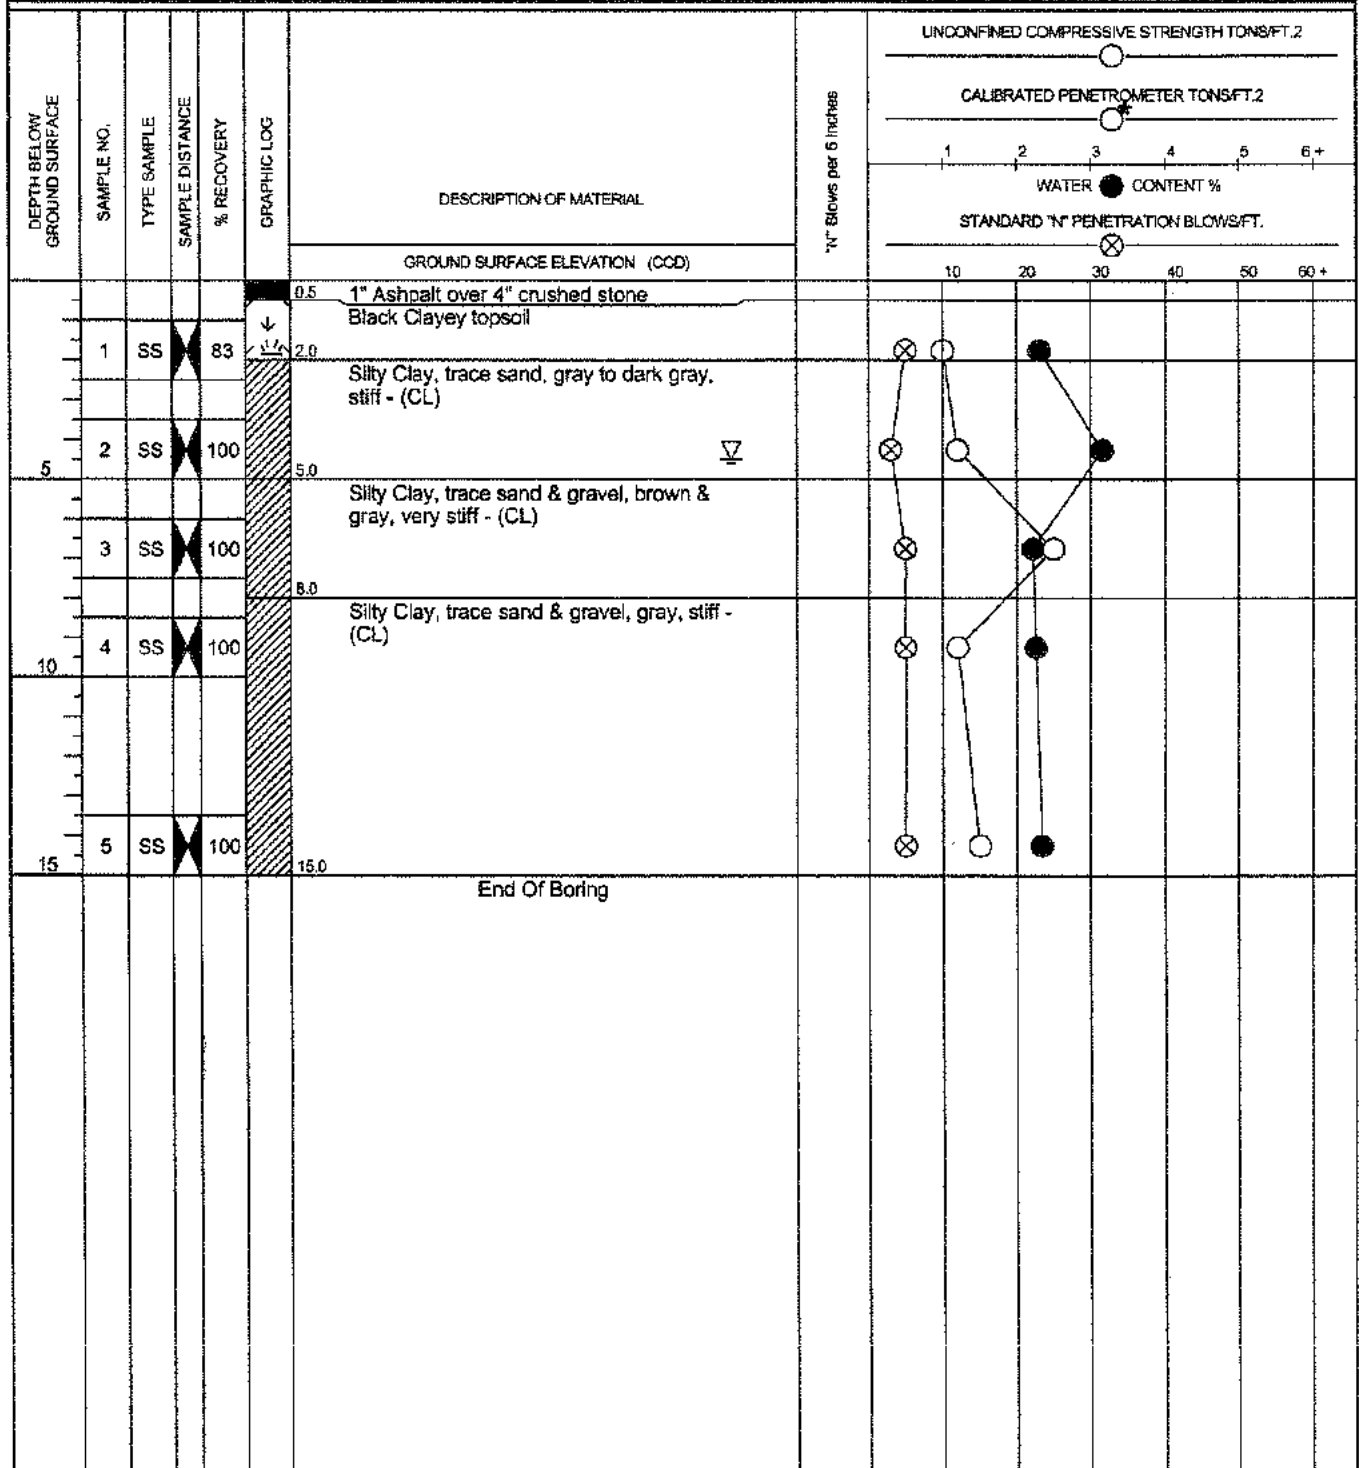 UNCONFINED COMPRESSIVE STRENGTH TONS/FT.2
CALIBRATED PENETROMETER TONS/FT.2
*
1 2 3 4 5 6 +
WATER CONTENT %
STANDARD "N" PENETRATION BLOWS/FT.
10 20 30 40 50 60 +
DEPTH BELOW
GROUND SURFACE
SAMPLE NO.
TYPE SAMPLE
SAMPLE DISTANCE
% RECOVERY
GRAPHIC LOG
DESCRIPTION OF MATERIAL
GROUND SURFACE ELEVATION (CCD)
"N" Blows per 6 Inches
0.5 1" Ashpalt over 4" crushed stone
Black Clayey topsoil
1 SS 83
2.0
Silty Clay, trace sand, gray to dark gray,
stiff - (CL)
2 SS 100
5
5.0
Silty Clay, trace sand & gravel, brown &
gray, very stiff - (CL)
3 SS 100
8.0
Silty Clay, trace sand & gravel, gray, stiff -
(CL)
4 SS 100
10
5 SS 100
15
15.0
End Of Boring